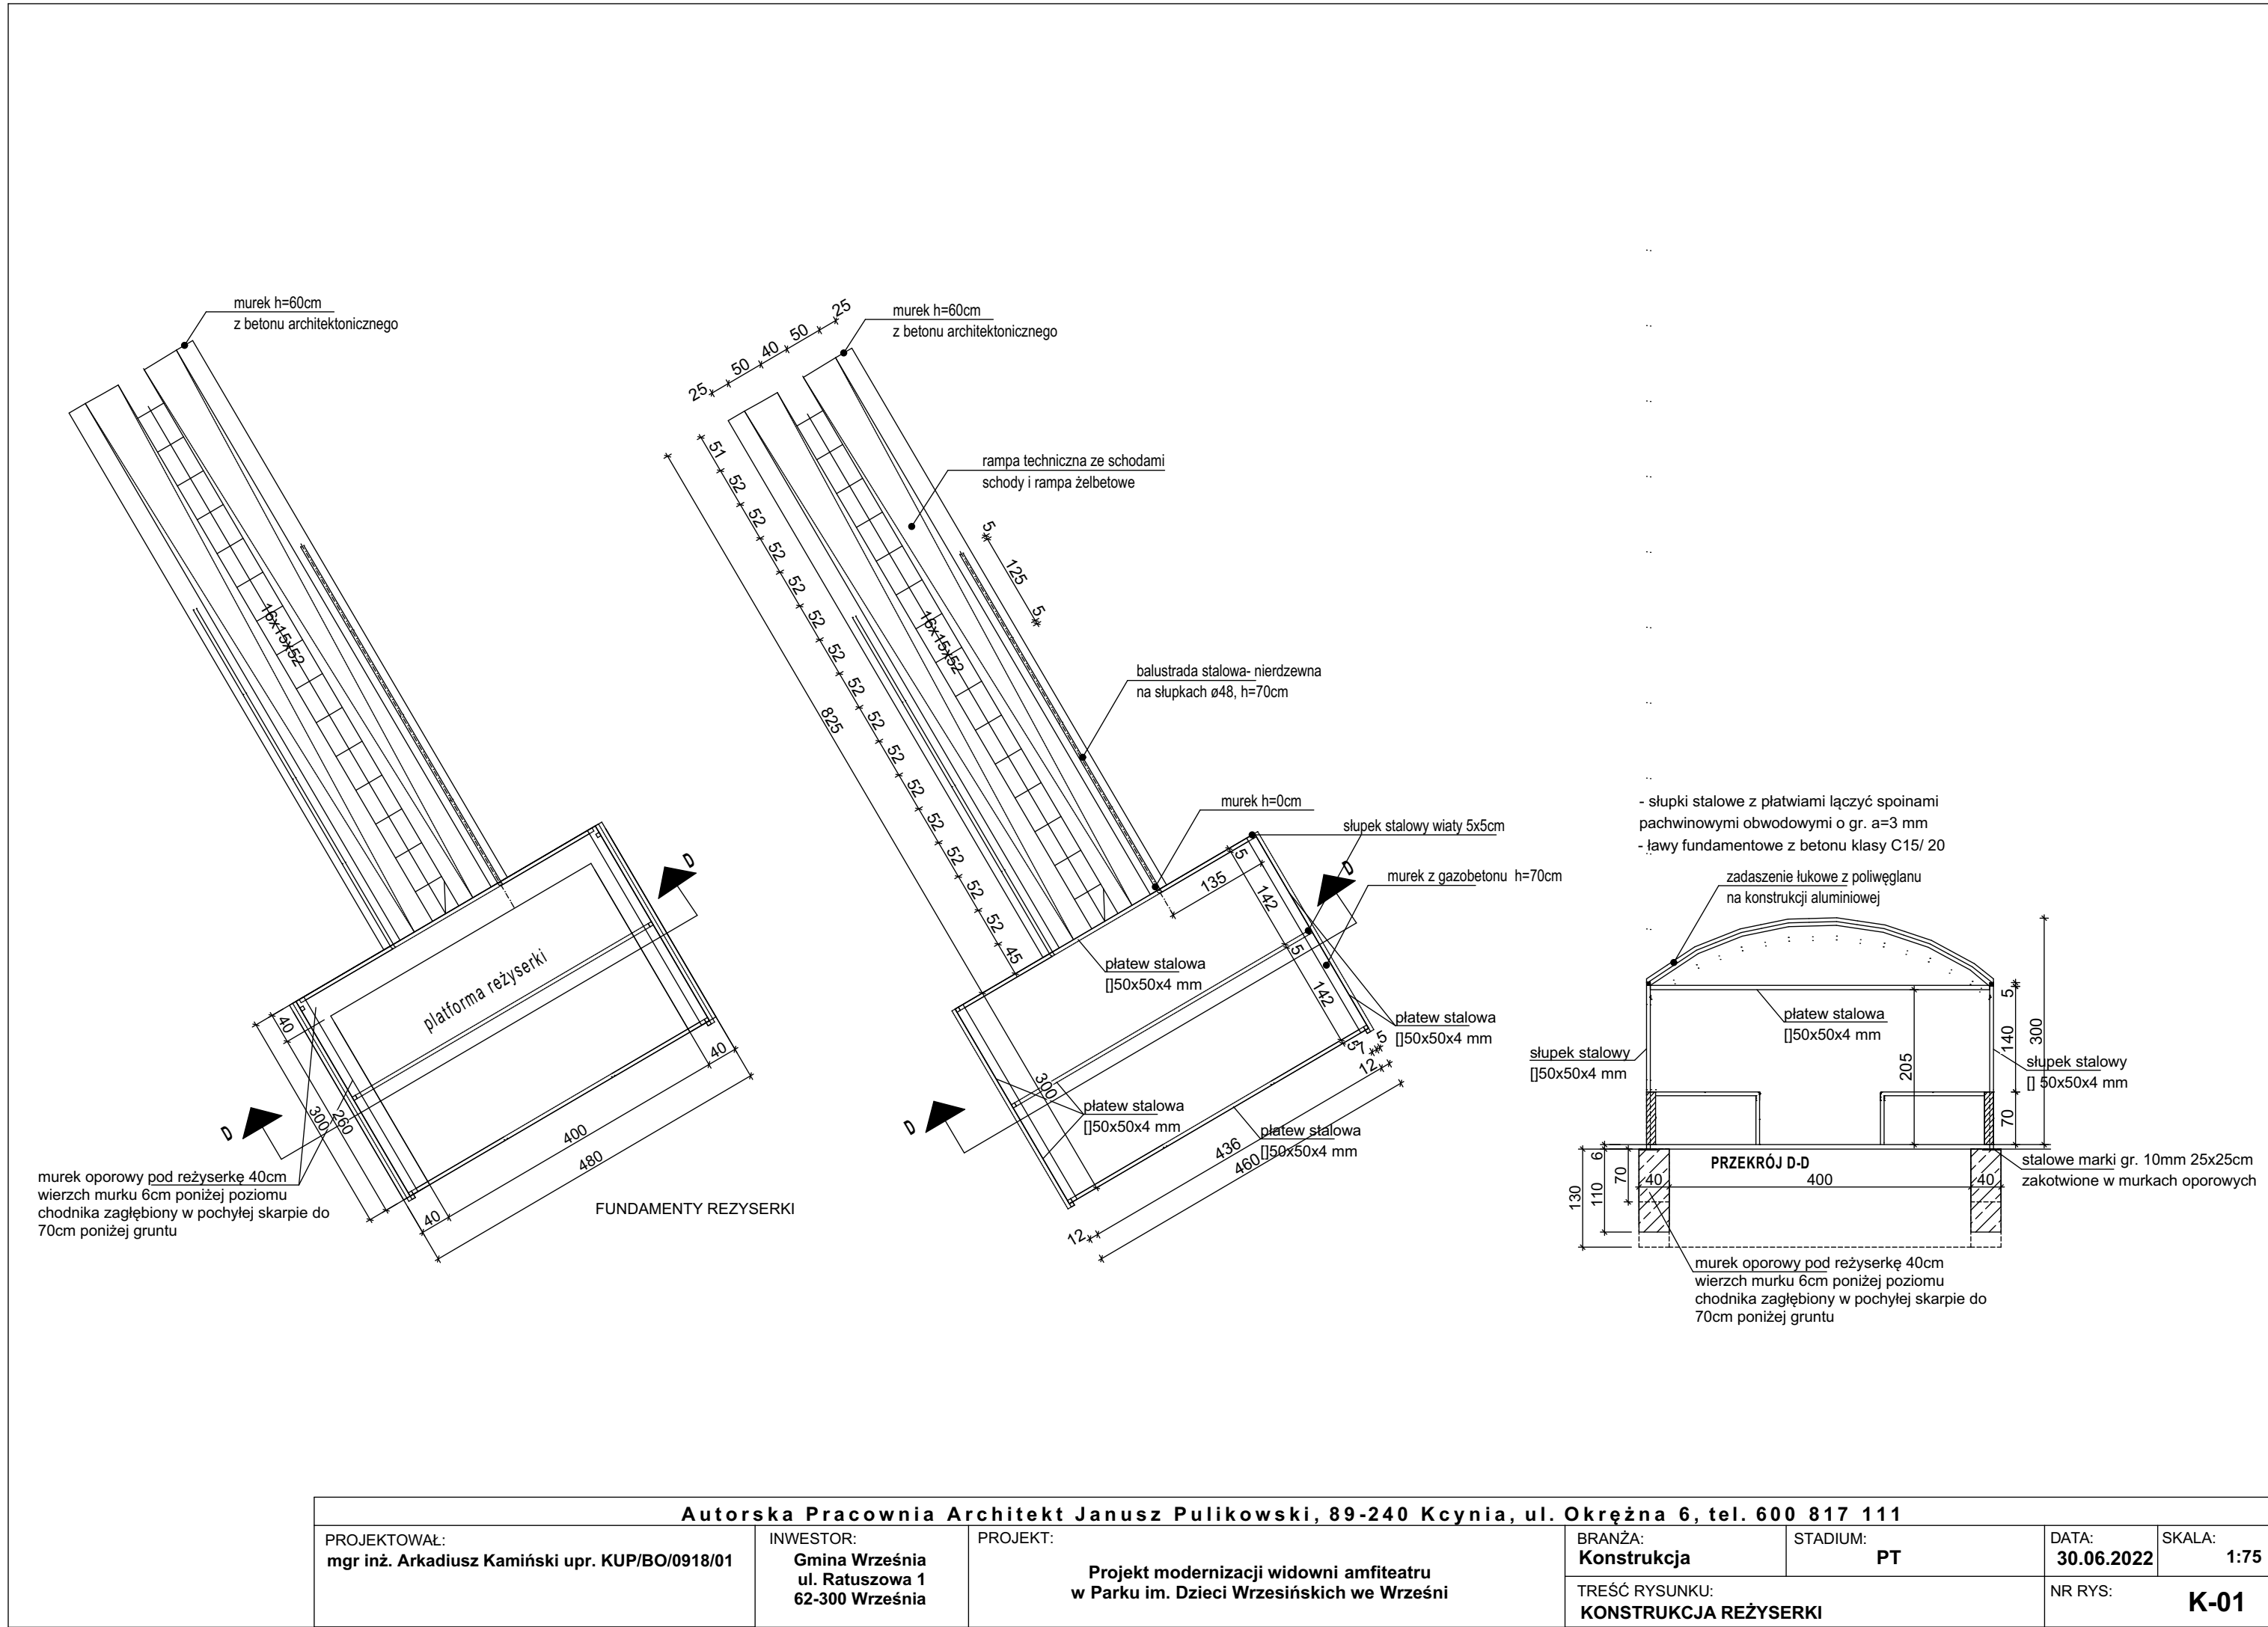 murek h=60cm
z betonu architektonicznego
16x15x52
platforma reżyserki
D
D
40
300
260
400
480
40
40
murek oporowy pod reżyserkę 40cm
wierzch murku 6cm poniżej poziomu
chodnika zagłębiony w pochyłej skarpie do
70cm poniżej gruntu
FUNDAMENTY REZYSERKI
25
50
40
50
25
murek h=60cm
z betonu architektonicznego
rampa techniczna ze schodami
schody i rampa żelbetowe
51
52
52
52
52
52
52
52
52
52
52
52
52
52
52
45
825
16x15x52
5
125
5
balustrada stalowa- nierdzewna
na słupkach ø48, h=70cm
murek h=0cm
słupek stalowy wiaty 5x5cm
murek z gazobetonu h=70cm
5
135
142
5
142
5
7
5
12
D
D
płatew stalowa
[]50x50x4 mm
płatew stalowa
[]50x50x4 mm
300
płatew stalowa
[]50x50x4 mm
płatew stalowa
[]50x50x4 mm
436
460
12
- słupki stalowe z płatwiami lączyć spoinami
pachwinowymi obwodowymi o gr. a=3 mm
- ławy fundamentowe z betonu klasy C15/ 20
zadaszenie łukowe z poliwęglanu
na konstrukcji aluminiowej
płatew stalowa
[]50x50x4 mm
słupek stalowy
[]50x50x4 mm
słupek stalowy
[] 50x50x4 mm
205
5
140
300
70
PRZEKRÓJ D-D
40
400
40
6
70
110
130
stalowe marki gr. 10mm 25x25cm
zakotwione w murkach oporowych
murek oporowy pod reżyserkę 40cm
wierzch murku 6cm poniżej poziomu
chodnika zagłębiony w pochyłej skarpie do
70cm poniżej gruntu
Autorska Pracownia Architekt Janusz Pulikowski, 89-240 Kcynia, ul. Okrężna 6, tel. 600 817 111
PROJEKTOWAŁ:
mgr inż. Arkadiusz Kamiński upr. KUP/BO/0918/01
INWESTOR:
Gmina Września
ul. Ratuszowa 1
62-300 Września
PROJEKT:
Projekt modernizacji widowni amfiteatru
w Parku im. Dzieci Wrzesińskich we Wrześni
BRANŻA:
Konstrukcja
STADIUM:
PT
DATA:
30.06.2022
SKALA:
1:75
TREŚĆ RYSUNKU:
KONSTRUKCJA REŻYSERKI
NR RYS:
K-01